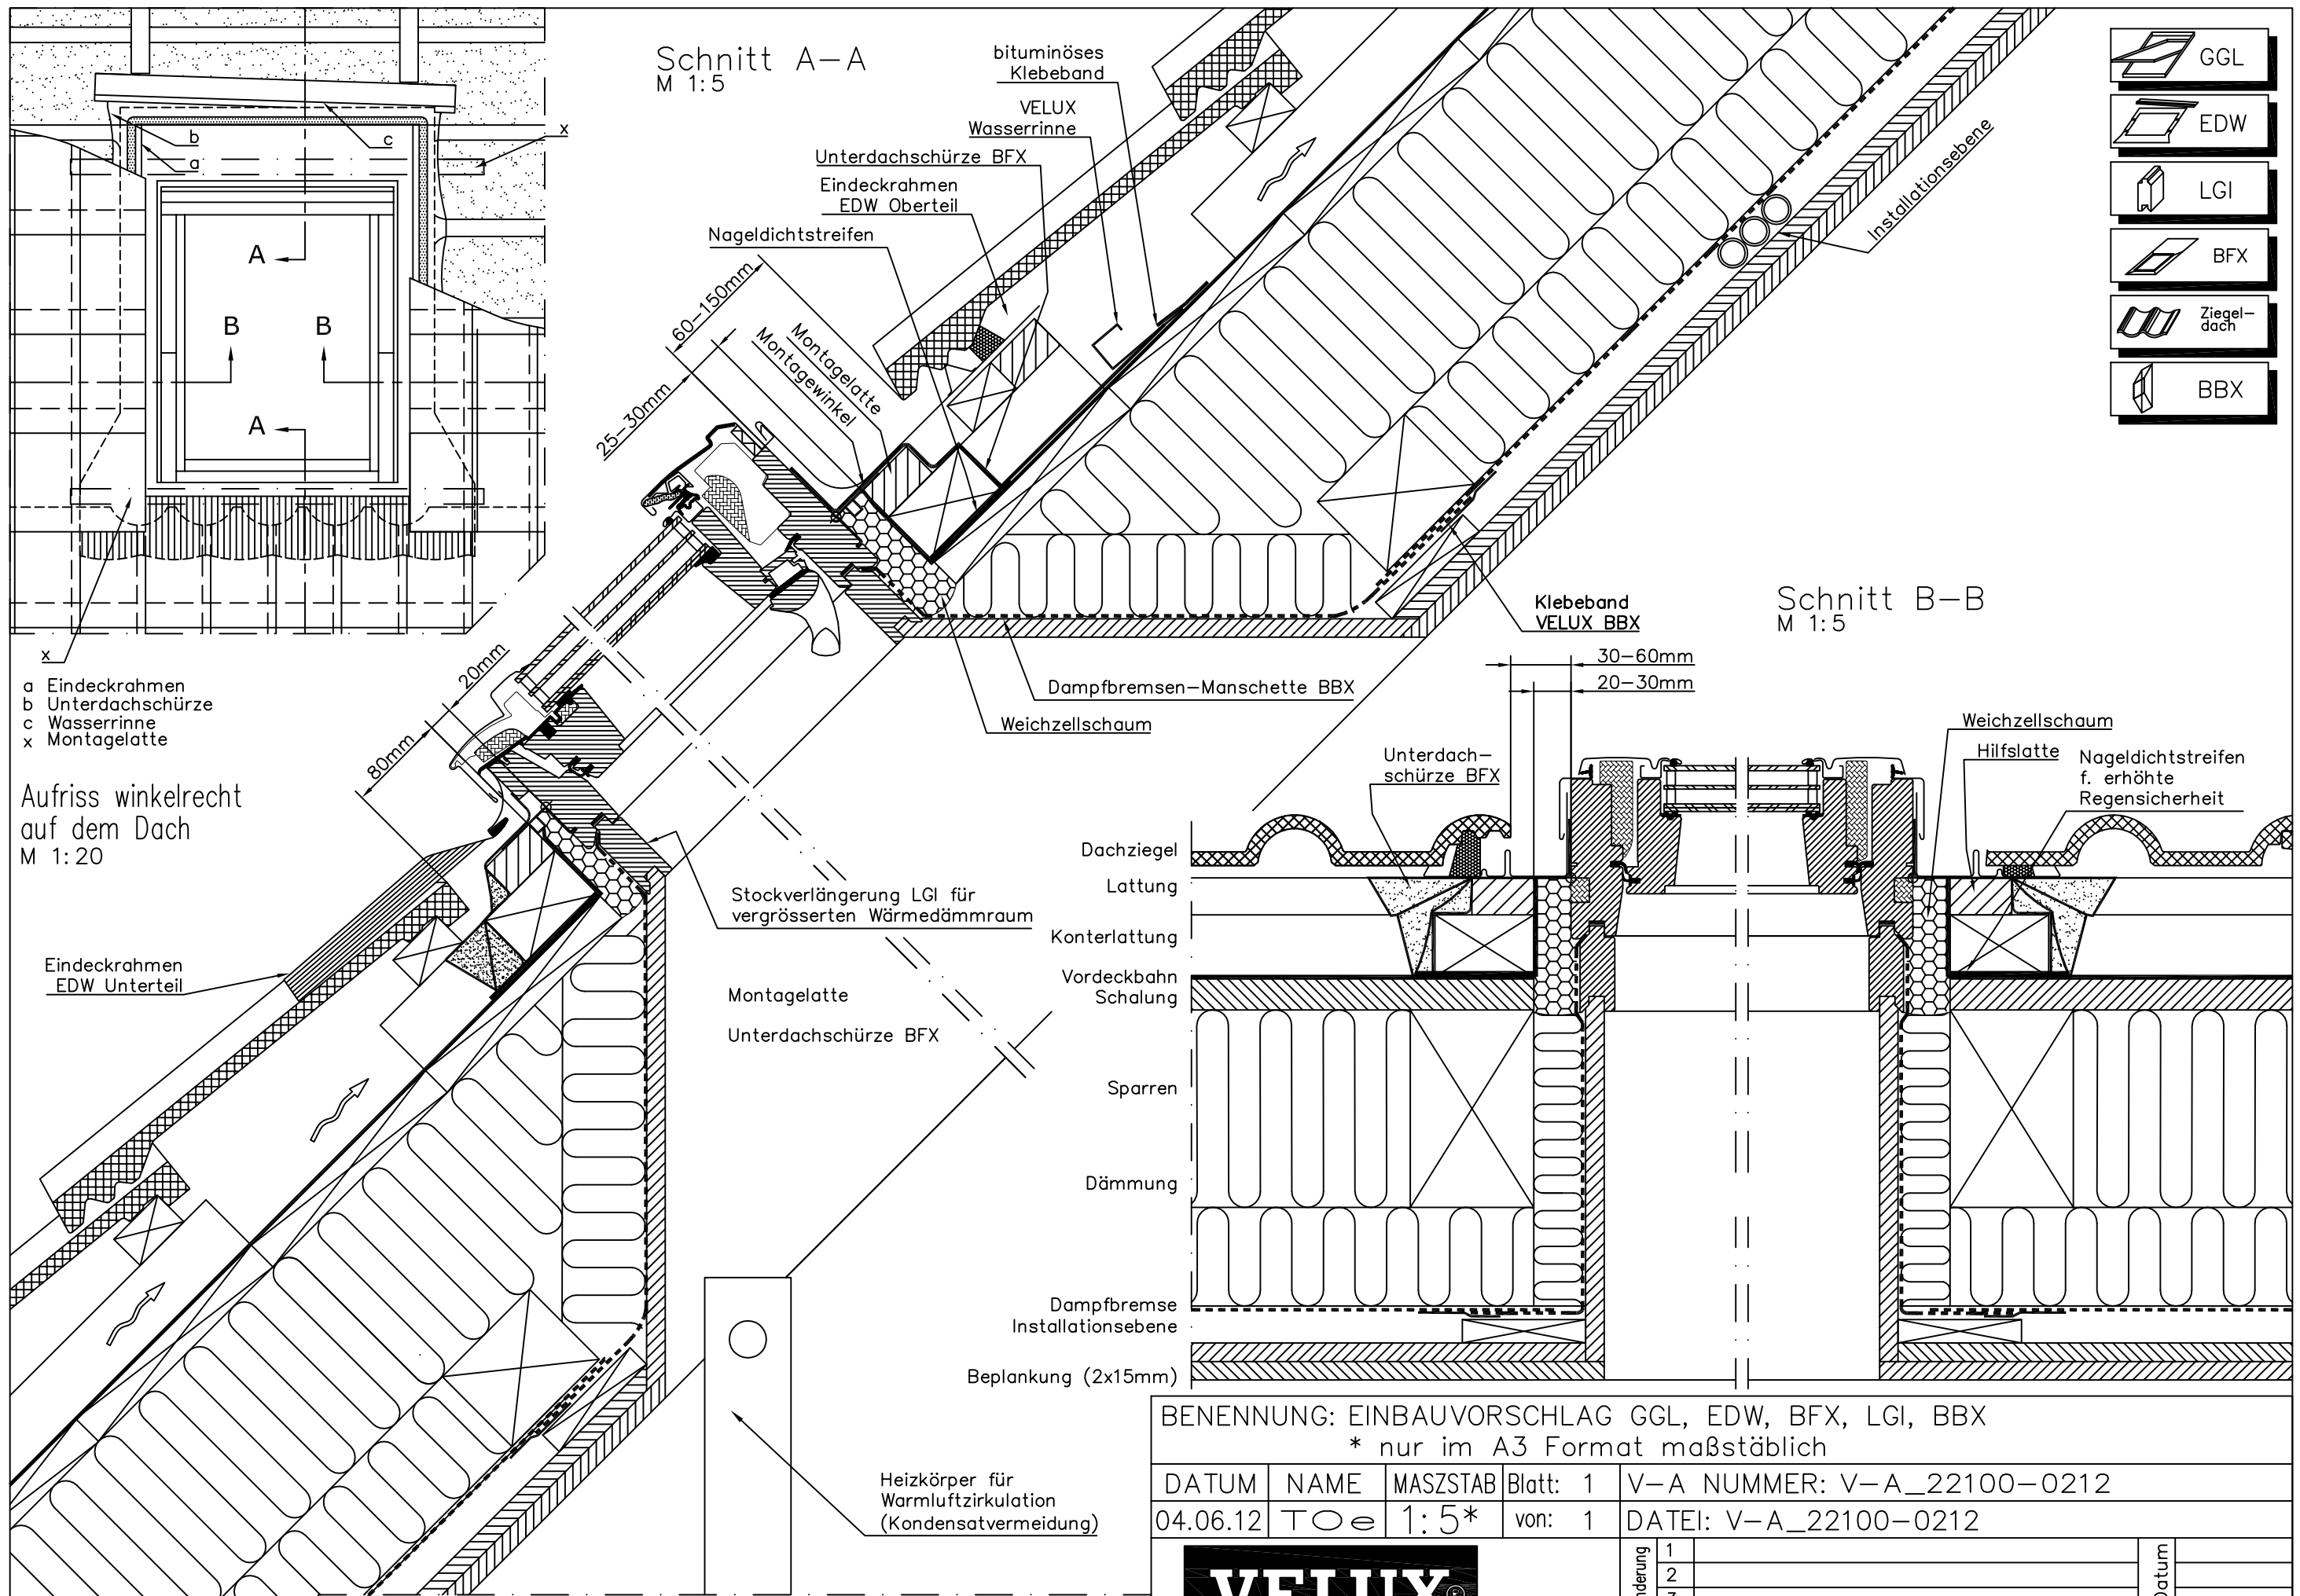 Schnitt A-A
M 1:5
bituminöses
Klebeband
VELUX
Wasserrinne
Unterdachschürze BFX
Eindeckrahmen
EDW Oberteil
Nageldichtstreifen
60-150mm
25-30mm
Montagelatte
Montagewinkel
Installationsebene
GGL
EDW
LGI
BFX
Ziegel-
dach
BBX
b
a
c
x
A
B
B
A
x
a Eindeckrahmen
b Unterdachschürze
c Wasserrinne
x Montagelatte
Aufriss winkelrecht
auf dem Dach
M 1:20
20mm
80mm
Klebeband
VELUX BBX
Dampfbremsen-Manschette BBX
Weichzellschaum
Stockverlängerung LGI für
vergrösserten Wärmedämmraum
Eindeckrahmen
EDW Unterteil
Montagelatte
Unterdachschürze BFX
Heizkörper für
Warmluftzirkulation
(Kondensatvermeidung)
Schnitt B-B
M 1:5
30-60mm
20-30mm
Unterdach-
schürze BFX
Weichzellschaum
Hilfslatte
Nageldichtstreifen
f. erhöhte
Regensicherheit
Dachziegel
Lattung
Konterlattung
Vordeckbahn
Schalung
Sparren
Dämmung
Dampfbremse
Installationsebene
Beplankung (2x15mm)
BENENNUNG: EINBAUVORSCHLAG GGL, EDW, BFX, LGI, BBX
* nur im A3 Format maßstäblich
DATUM NAME MASZSTAB Blatt: 1 V-A NUMMER: V-A_22100-0212
04.06.12 TOe 1:5* von: 1 DATEI: V-A_22100-0212
VELUX ®
1
2
Datum